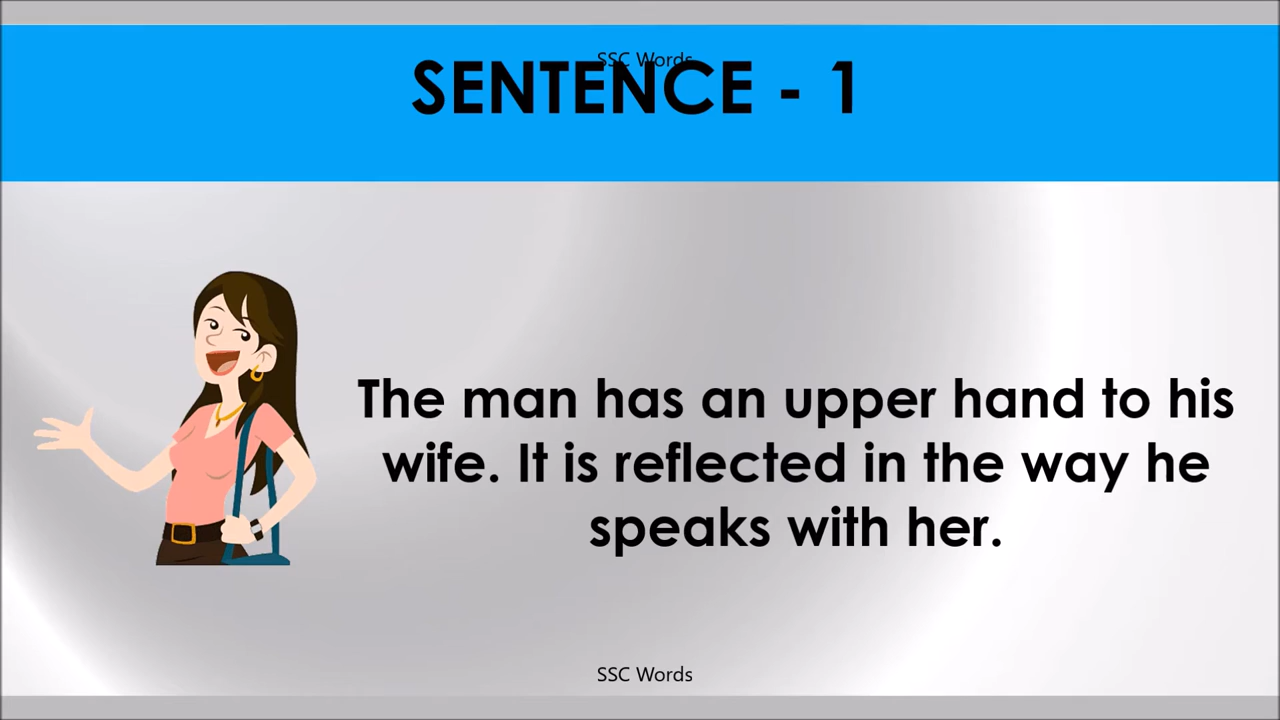 SSC Words
SENTENCE - 1
The man has an upper hand to his
wife. It is reflected in the way he
speaks with her.
SSC Words